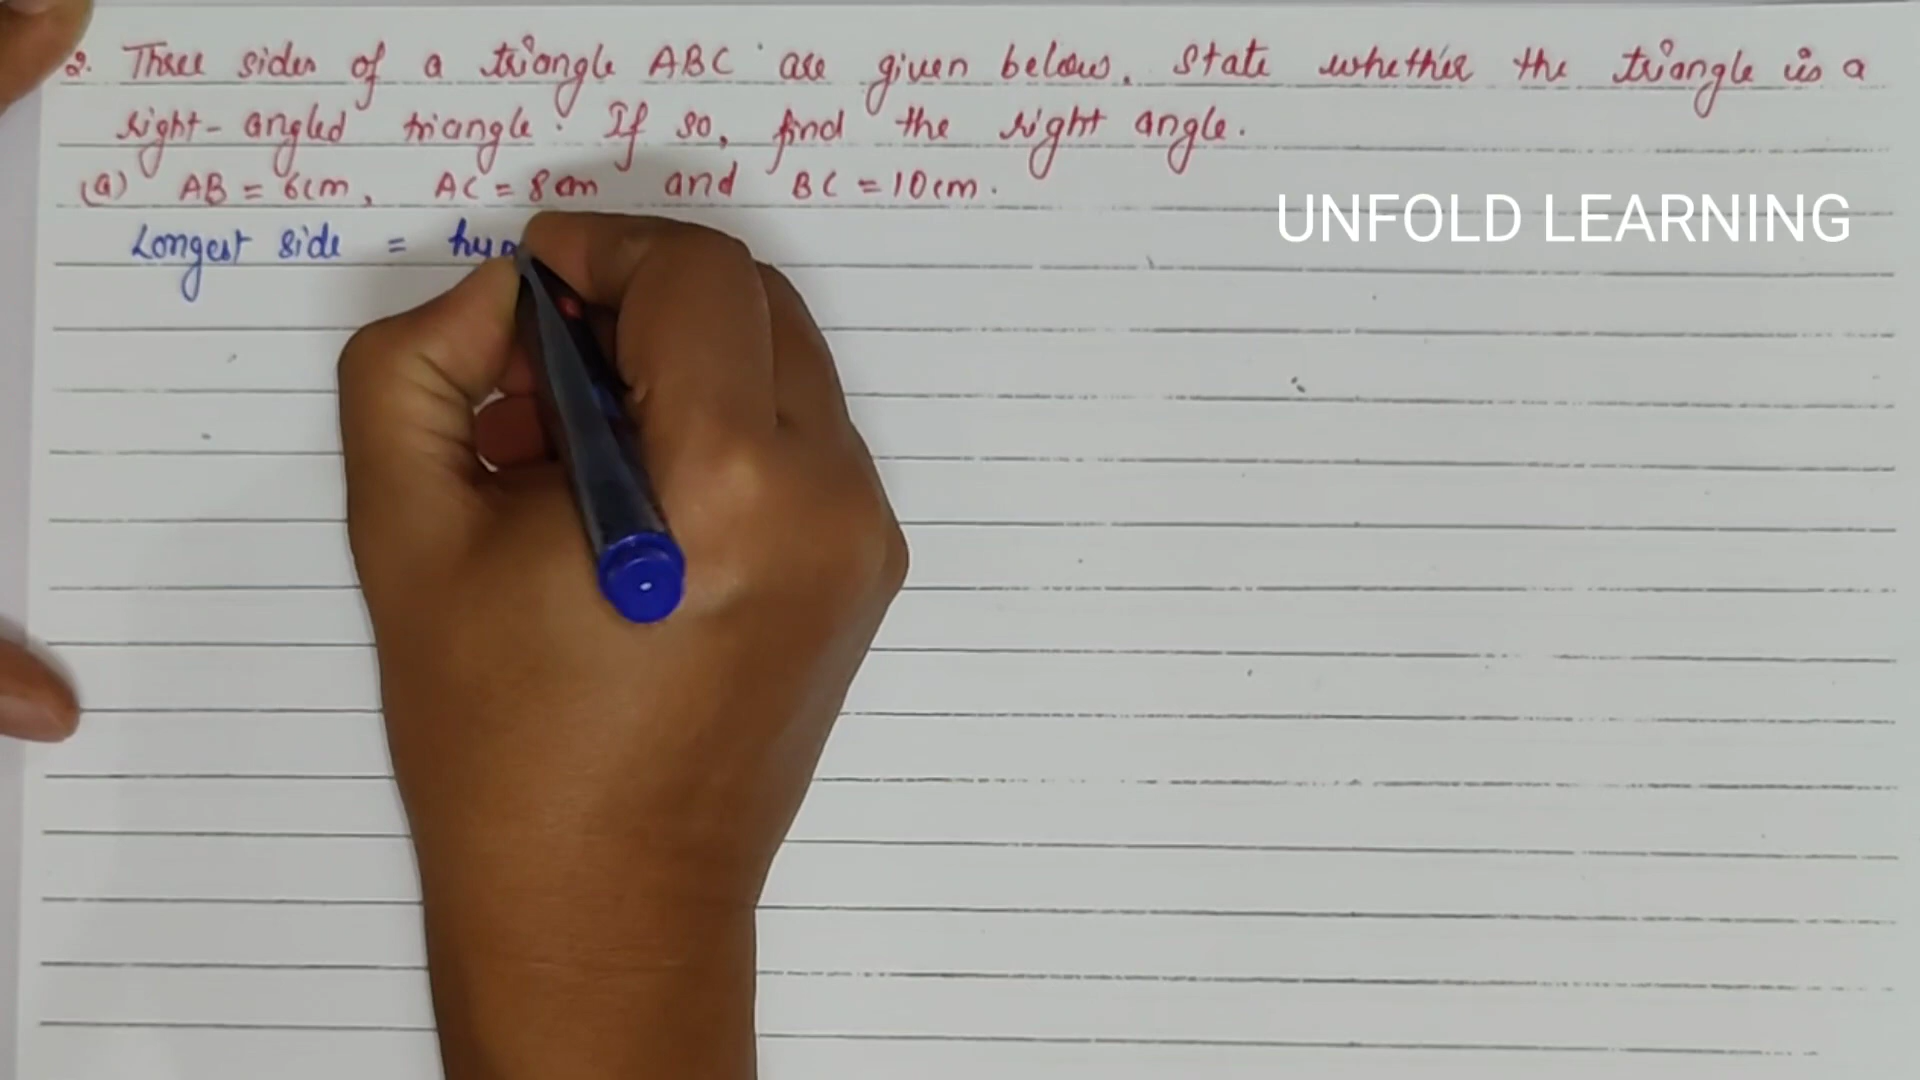 2. Three sides of a triangle ABC are given below. State whether the triangle is a
right-angled triangle. If so, find the right angle.
(a) AB = 6cm, AC = 8cm and BC = 10cm.
UNFOLD LEARNING
Longest side =